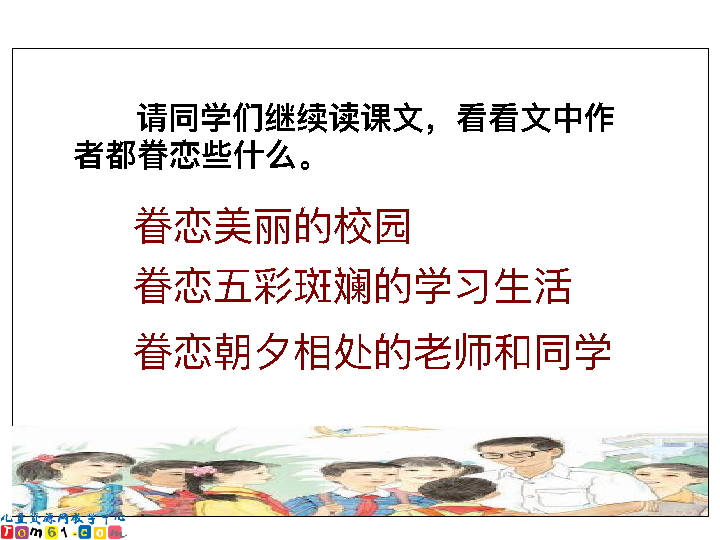 请同学们继续读课文，看看文中作
者都眷恋些什么。
眷恋美丽的校园
眷恋五彩斑斓的学习生活
眷恋朝夕相处的老师和同学
儿童资源网教学中心
Tom61.com